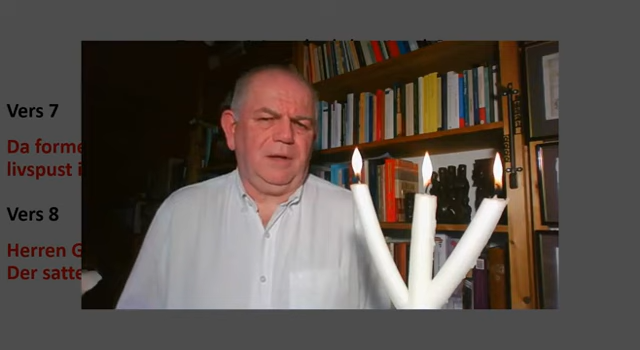 Vers 7
Da forme
livspust i
Vers 8
Herren G
Der satte